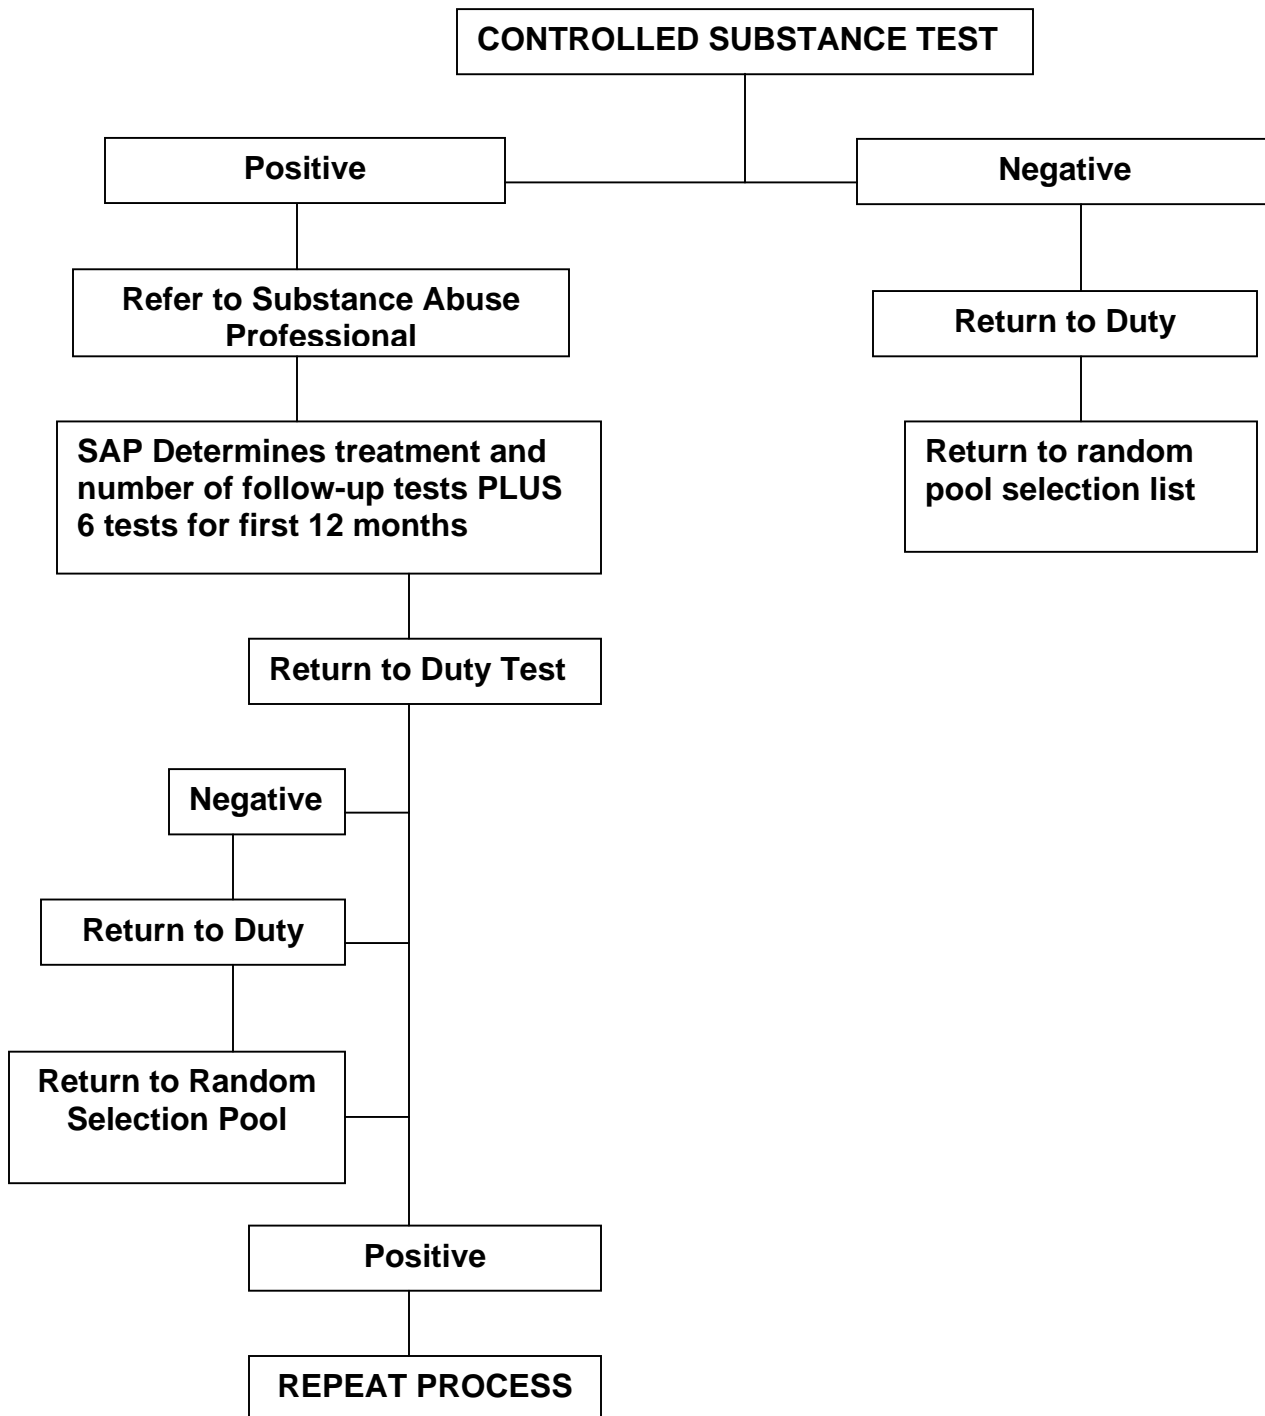 CONTROLLED SUBSTANCE TEST
Positive
Negative
Refer to Substance Abuse
Professional
Return to Duty
SAP Determines treatment and
number of follow-up tests PLUS
6 tests for first 12 months
Return to random
pool selection list
Return to Duty Test
Negative
Return to Duty
Return to Random
Selection Pool
Positive
REPEAT PROCESS